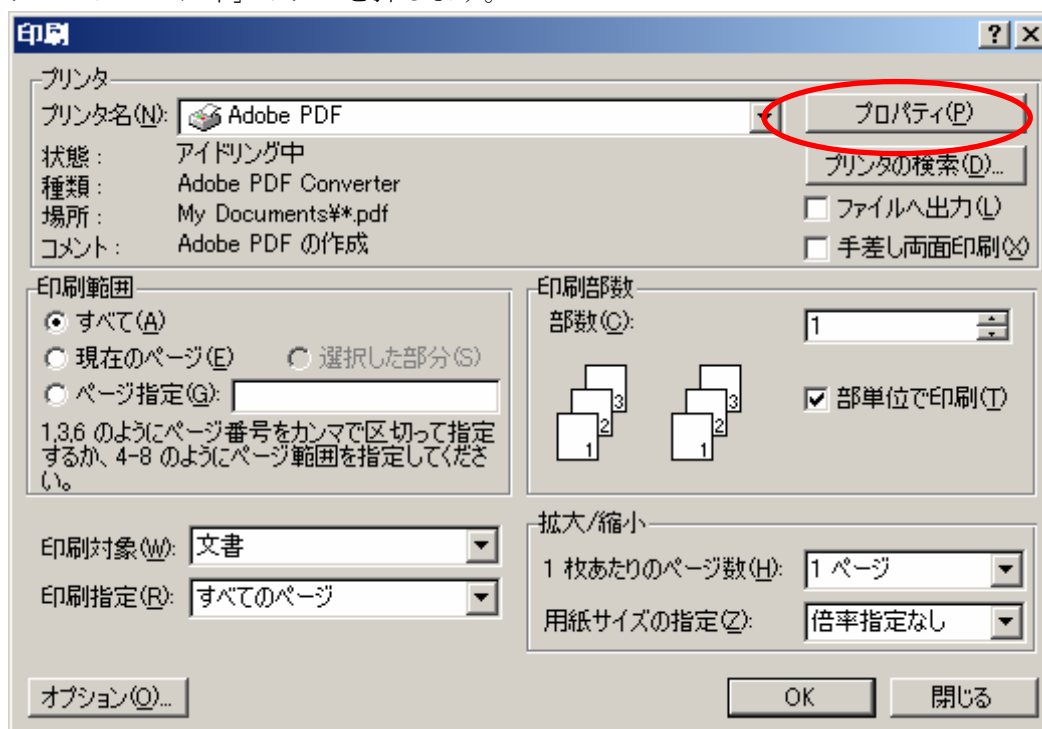 印刷
プリンタ
プリンタ名(N): Adobe PDF プロパティ(P)
状態： アイドリング中 プリンタの検索(D)...
種類： Adobe PDF Converter
場所： My Documents¥*.pdf ファイルへ出力(L)
コメント： Adobe PDF の作成 手差し両面印刷(X)
印刷範囲
すべて(A)
現在のページ(E) 選択した部分(S)
ページ指定(G):
1,3,6 のようにページ番号をカンマで区切って指定
するか、4-8 のようにページ範囲を指定してくださ
い。
印刷部数
部数(C): 1
1 2 3 1 2 3
部単位で印刷(T)
印刷対象(W): 文書
印刷指定(R): すべてのページ
拡大/縮小
1 枚あたりのページ数(H): 1 ページ
用紙サイズの指定(Z): 倍率指定なし
オプション(O)... OK 閉じる